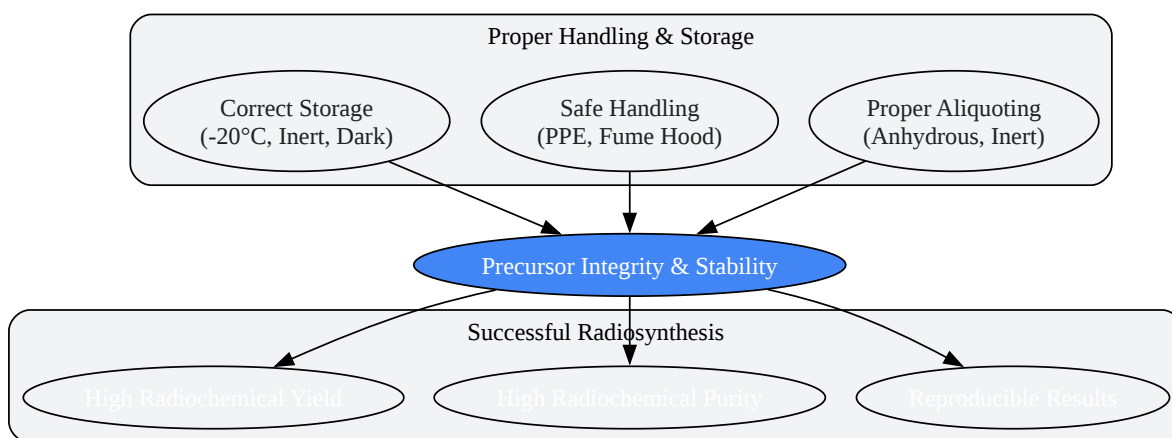 Proper Handling & Storage
Correct Storage
(-20°C, Inert, Dark)
Safe Handling
(PPE, Fume Hood)
Proper Aliquoting
(Anhydrous, Inert)
Precursor Integrity & Stability
Successful Radiosynthesis
High Radiochemical Yield
High Radiochemical Purity
Reproducible Results